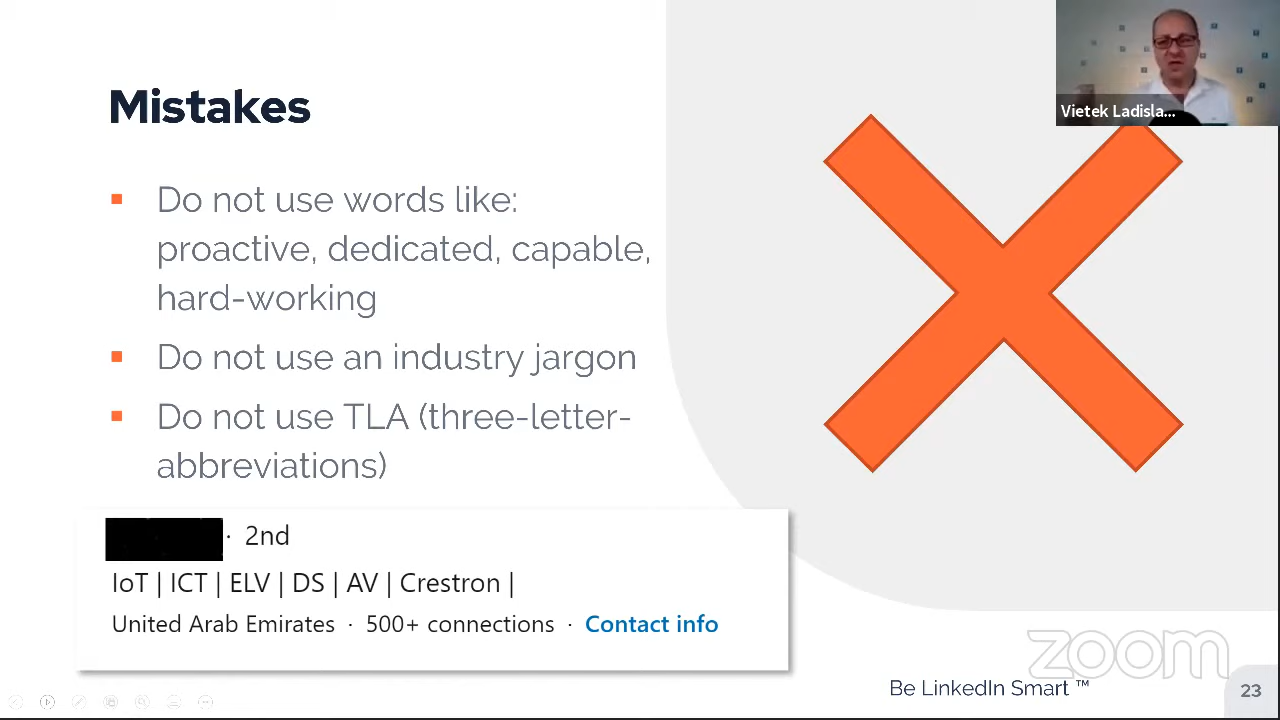 Mistakes
Do not use words like:
proactive, dedicated, capable,
hard-working
Do not use an industry jargon
Do not use TLA (three-letter-
abbreviations)
· 2nd
IoT | ICT | ELV | DS | AV | Crestron |
United Arab Emirates · 500+ connections · Contact info
Vietek Ladisla...
zoom
Be LinkedIn Smart ™
23